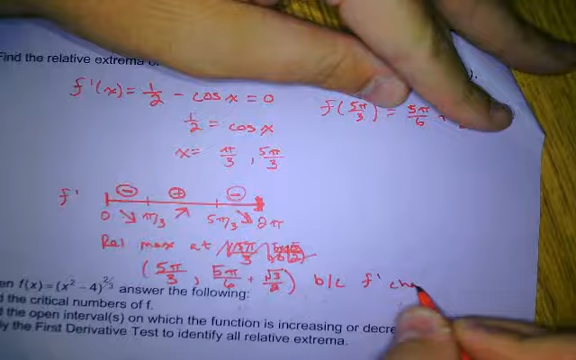 Find the relative extrema
f'(x) = 1/2 - cos x = 0
f(5π/3) = 5π/6 +
1/2 = cos x
x = π/3, 5π/3
f' ⊖ ⊕ ⊖
0 ↘ π/3 ↗ 5π/3 ↘ 2π
Rel max at
(5π/3, 5π/6 + √3/2) b/c f' cha
en f(x) = (x² – 4)^(2/3) answer the following:
d the critical numbers of f.
d the open interval(s) on which the function is increasing or decre
ly the First Derivative Test to identify all relative extrema.